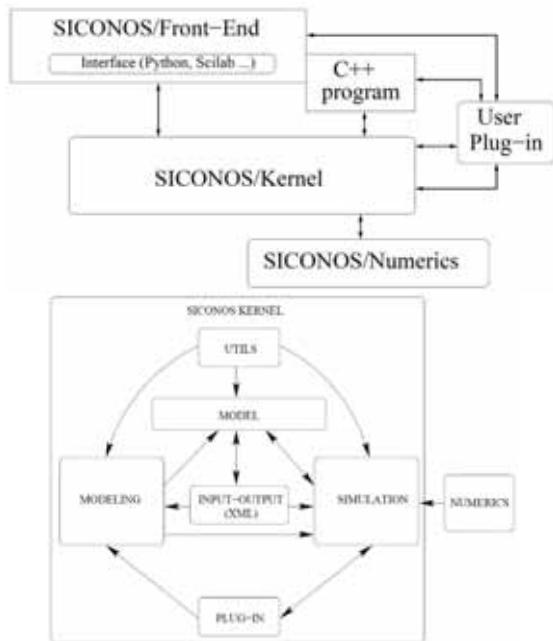 SICONOS/Front−End
Interface (Python, Scilab ...)
C++
program
User
Plug−in
SICONOS/Kernel
SICONOS/Numerics
SICONOS KERNEL
UTILS
MODEL
MODELING
INPUT−OUTPUT
(XML)
SIMULATION
NUMERICS
PLUG−IN